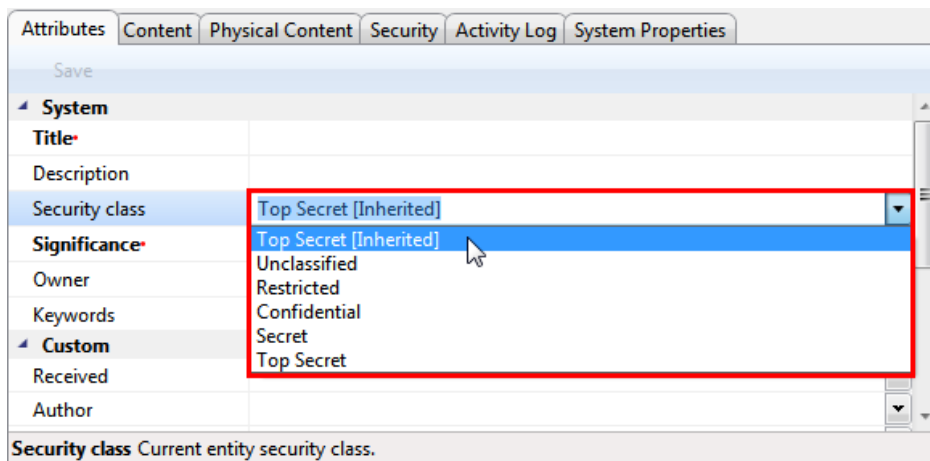 Attributes Content Physical Content Security Activity Log System Properties
Save
System
Title•
Description
Security class Top Secret [Inherited]
Significance• Top Secret [Inherited]
Unclassified
Owner Restricted
Keywords Confidential
Secret
Custom Top Secret
Received
Author
Security class Current entity security class.